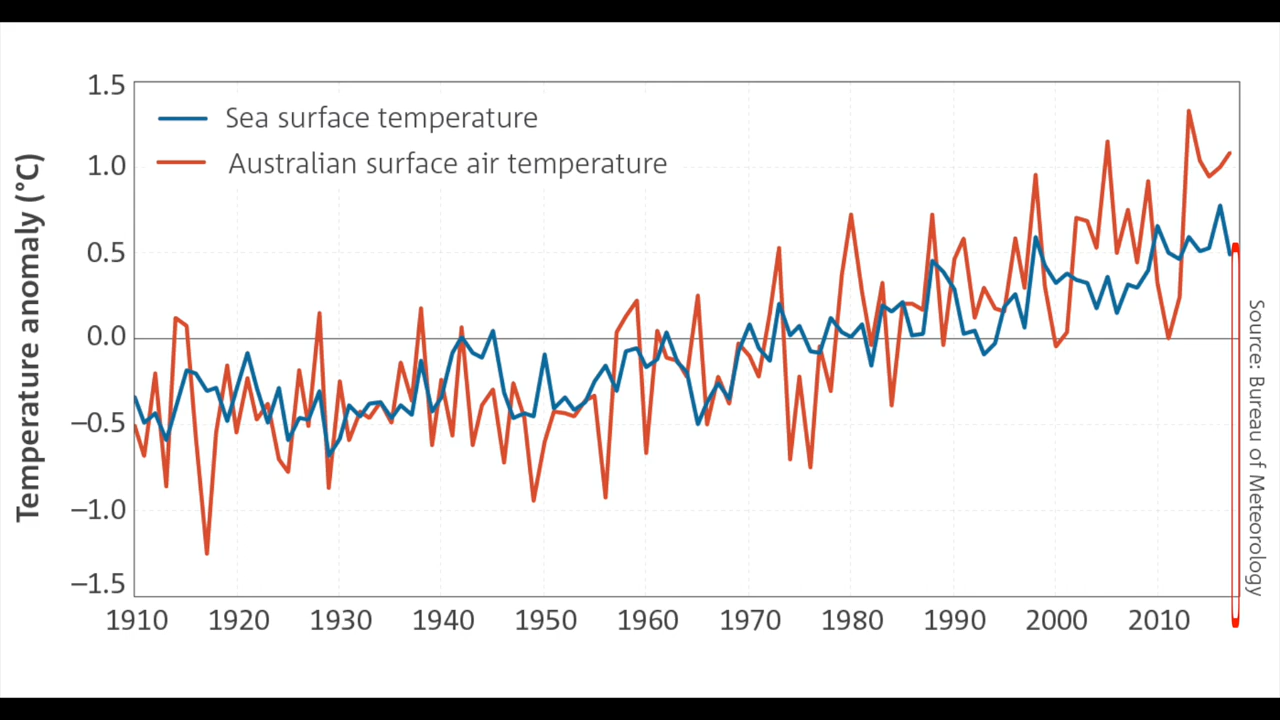 1.5
1.0
0.5
0.0
−0.5
−1.0
−1.5
Temperature anomaly (°C)
Sea surface temperature
Australian surface air temperature
1910 1920 1930 1940 1950 1960 1970 1980 1990 2000 2010
Source: Bureau of Meteorology